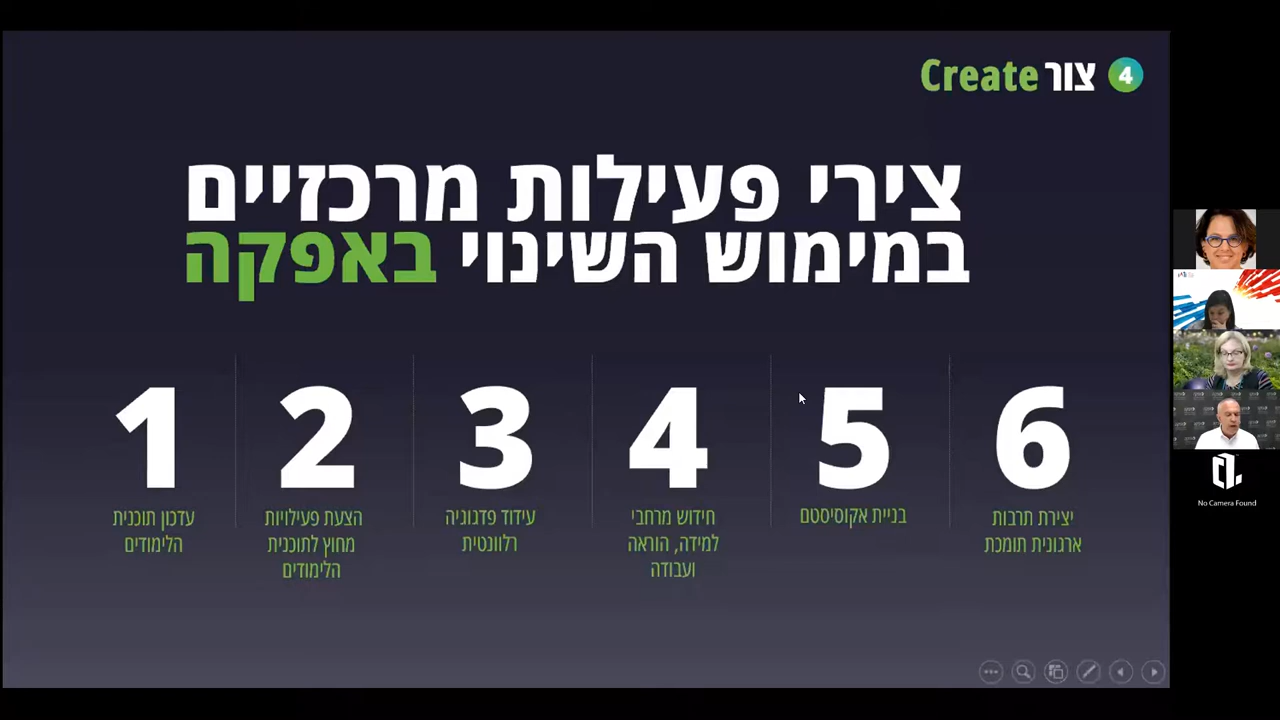 צור Create 4
צירי פעילות מרכזיים
במימוש השינוי באפקה
1
עדכון תוכנית
הלימודים
2
הצעת פעילויות
מחוץ לתוכנית
הלימודים
3
עידוד פדגוגיה
רלוונטית
4
חידוש מרחבי
למידה, הוראה
ועבודה
5
בניית אקוסיסטם
6
יצירת תרבות
ארגונית תומכת
No Camera Found